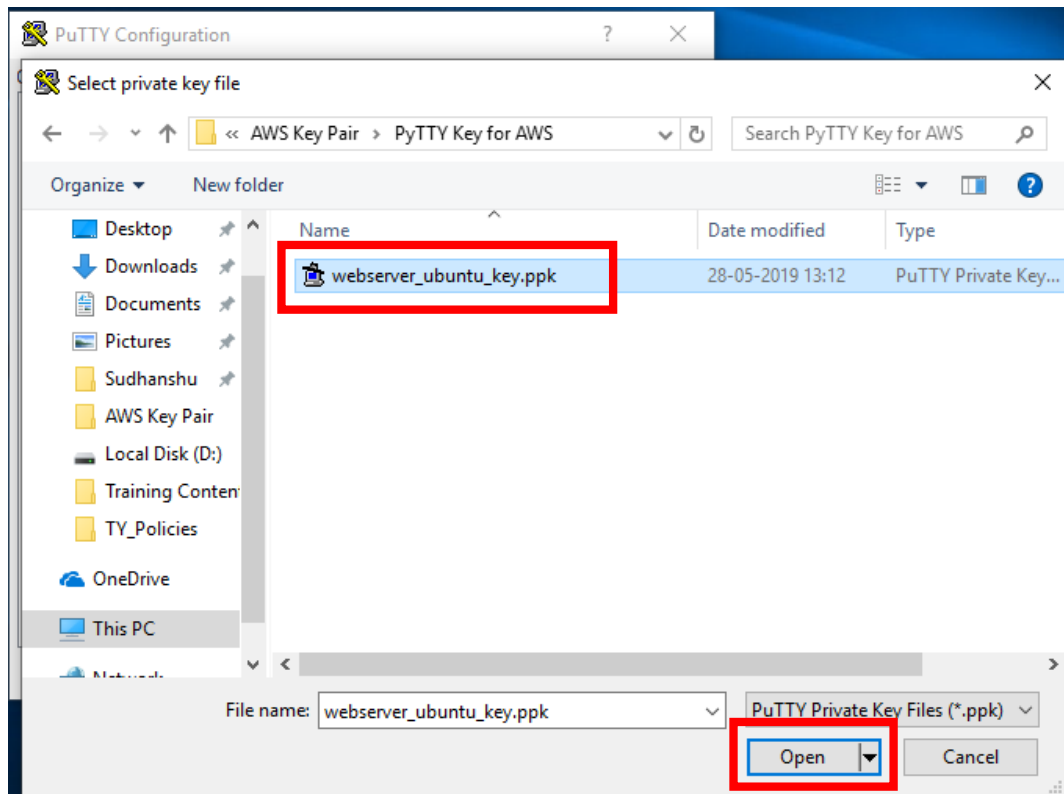 PuTTY Configuration ? ×
Select private key file ×
« AWS Key Pair > PyTTY Key for AWS Search PyTTY Key for AWS
Organize New folder ?
Name Date modified Type
webserver_ubuntu_key.ppk 28-05-2019 13:12 PuTTY Private Key...
Desktop
Downloads
Documents
Pictures
Sudhanshu
AWS Key Pair
Local Disk (D:)
Training Conten
TY_Policies
OneDrive
This PC
Network
File name: webserver_ubuntu_key.ppk PuTTY Private Key Files (*.ppk)
Open Cancel